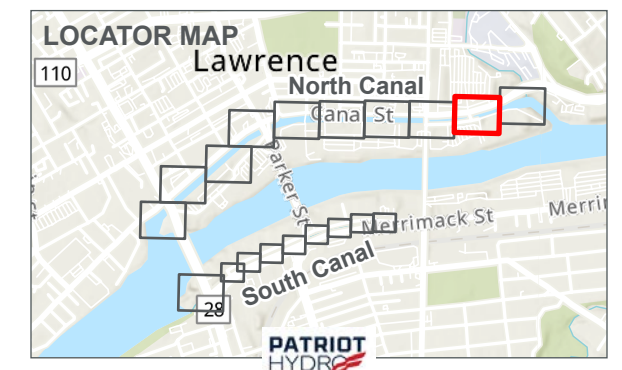 LOCATOR MAP
Lawrence
110
North Canal
Canal St
Parker St
Merrimack St
Merri
South Canal
28
PATRIOT
HYDRO